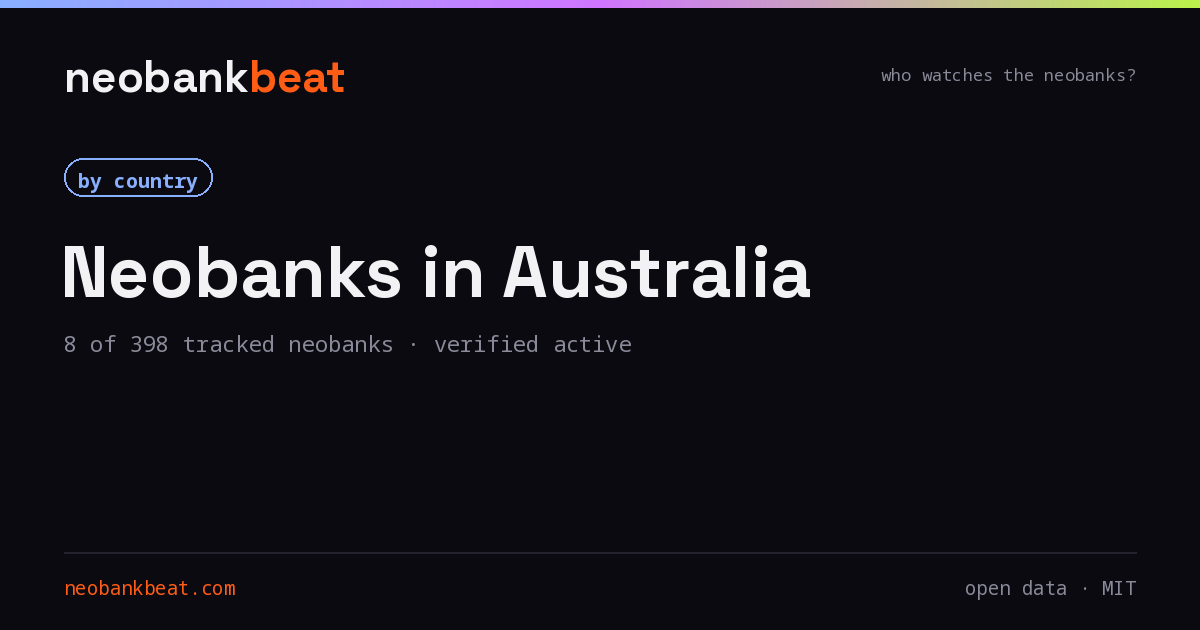 neobankbeat
who watches the neobanks?
by country
Neobanks in Australia
8 of 398 tracked neobanks · verified active
neobankbeat.com
open data · MIT